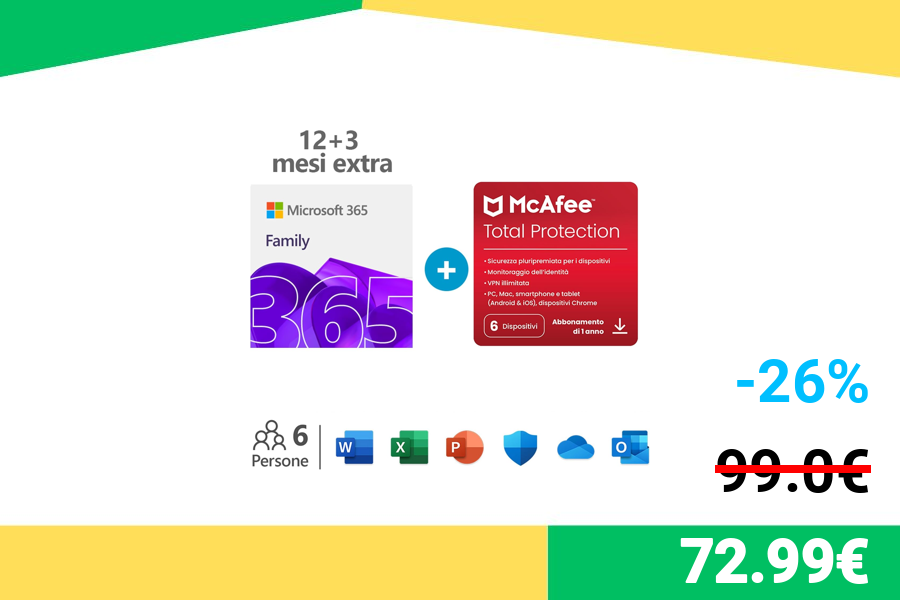 12+3
mesi extra
Microsoft 365
Family
365
+
McAfee™
Total Protection
• Sicurezza pluripremiata per i dispositivi
• Monitoraggio dell'identità
• VPN illimitata
• PC, Mac, smartphone e tablet
(Android & iOS), dispositivi Chrome
6 Dispositivi
Abbonamento
di 1 anno
-26%
6
Persone
W X P O
99.0€
72.99€